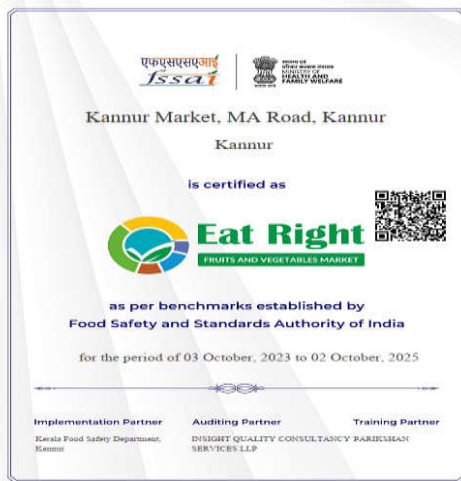 एफएसएसएआई
fssai
भारत सरकार
MINISTRY OF
HEALTH AND
FAMILY WELFARE
Kannur Market, MA Road, Kannur
Kannur
is certified as
Eat Right
FRUITS AND VEGETABLES MARKET
as per benchmarks established by
Food Safety and Standards Authority of India
for the period of 03 October, 2023 to 02 October, 2025
Implementation Partner
Kerala Food Safety Department,
Kannur
Auditing Partner
INSIGHT QUALITY CONSULTANCY PARIKSHAN
SERVICES LLP
Training Partner